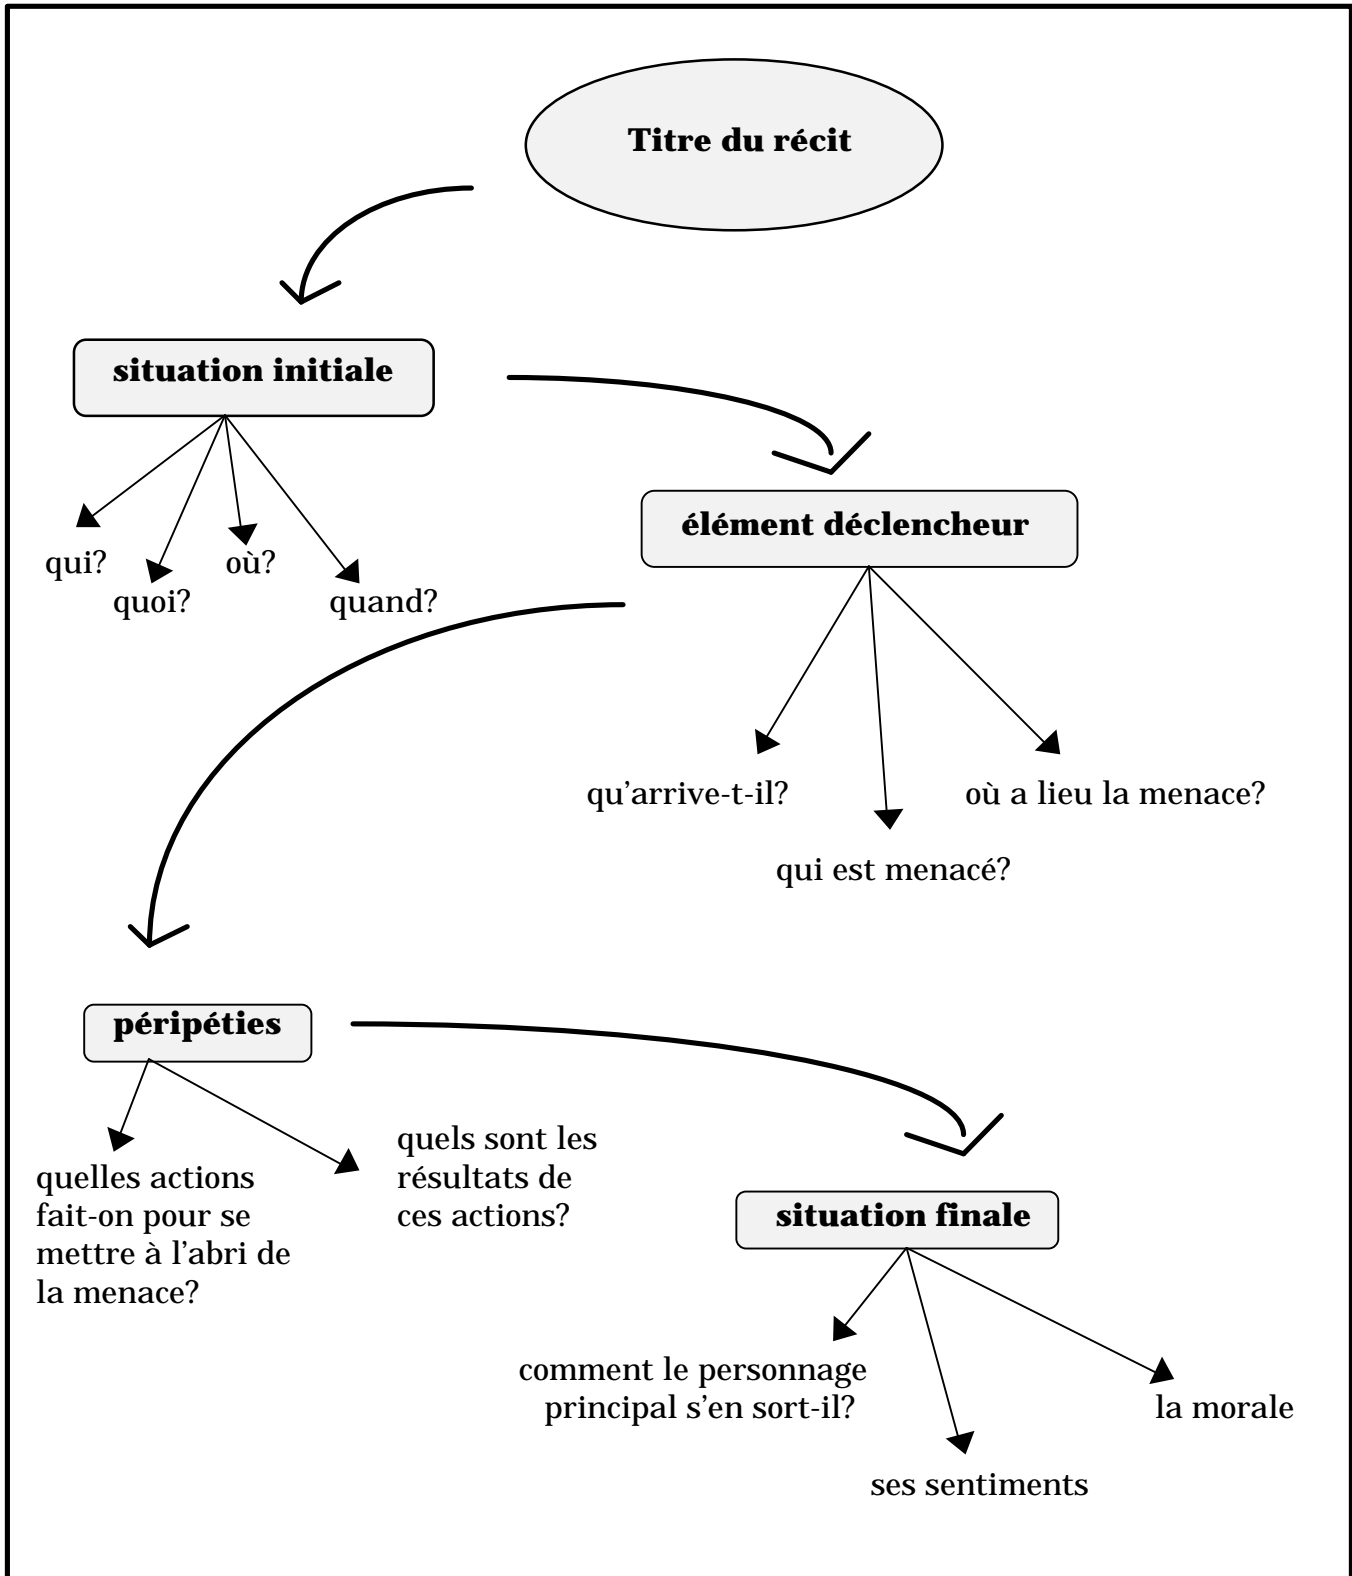 Titre du récit
situation initiale
qui?
quoi?
où?
quand?
élément déclencheur
qu'arrive-t-il?
qui est menacé?
où a lieu la menace?
péripéties
quelles actions
fait-on pour se
mettre à l'abri de
la menace?
quels sont les
résultats de
ces actions?
situation finale
comment le personnage
principal s'en sort-il?
ses sentiments
la morale